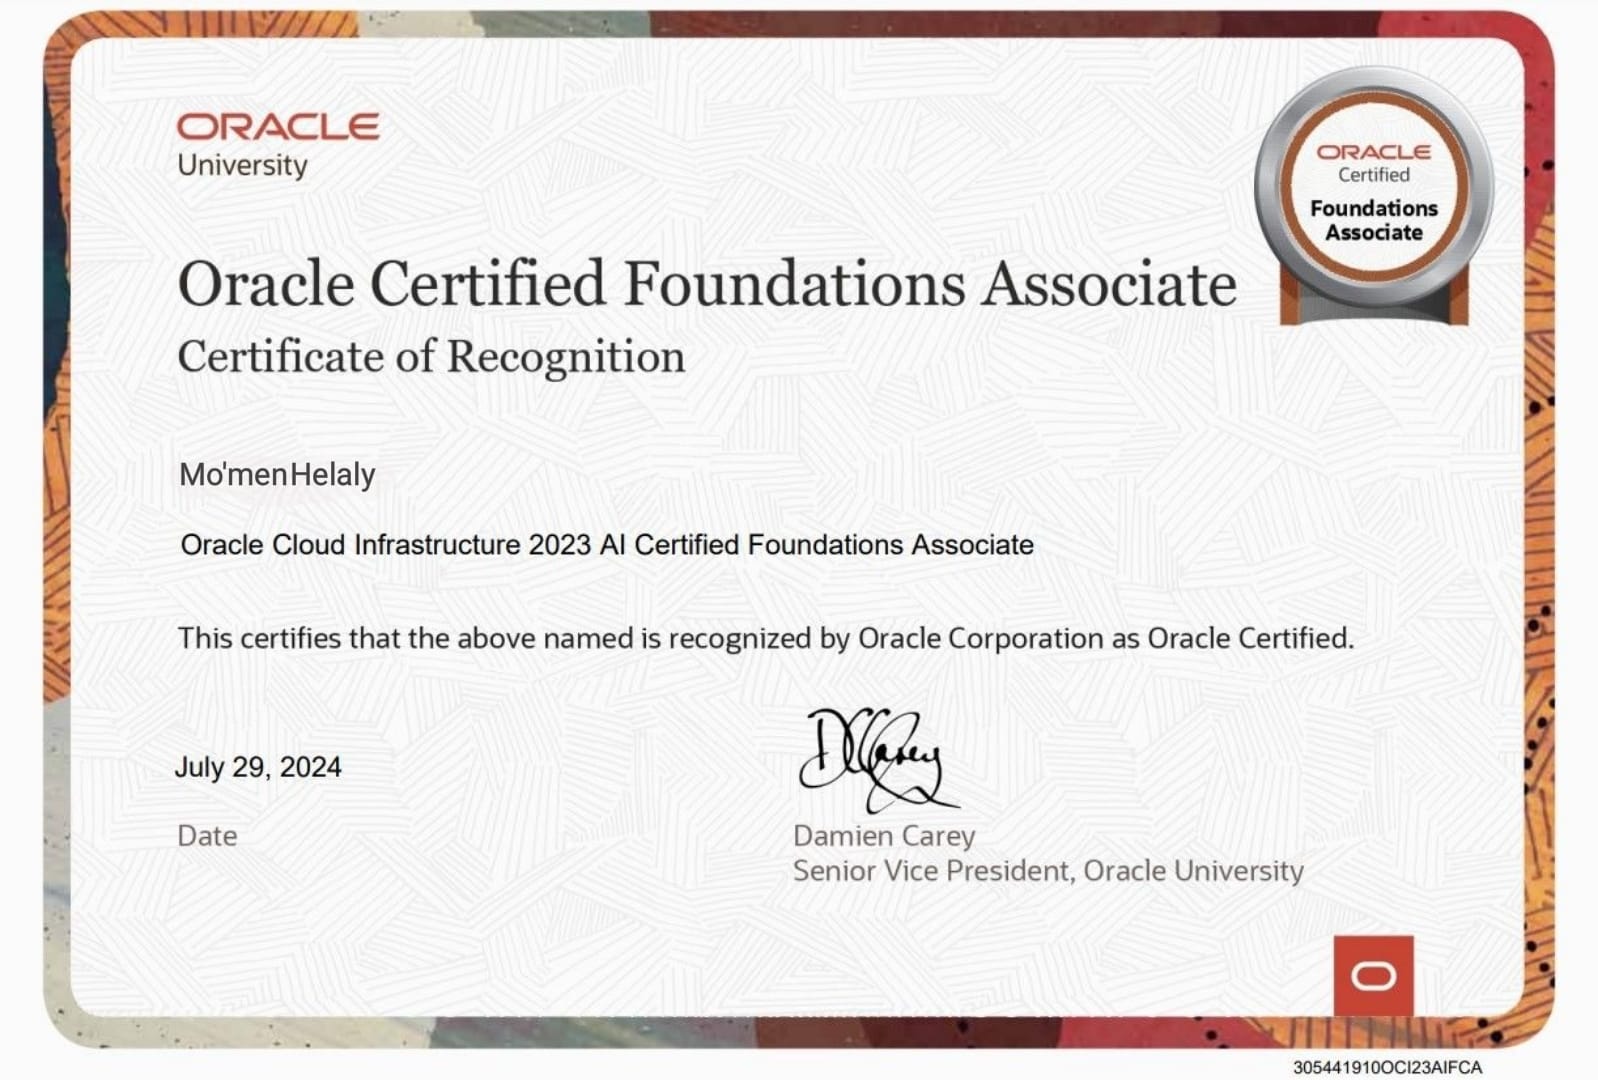 ORACLE
University
ORACLE
Certified
Foundations
Associate
Oracle Certified Foundations Associate
Certificate of Recognition
Mo'men Helaly
Oracle Cloud Infrastructure 2023 AI Certified Foundations Associate
This certifies that the above named is recognized by Oracle Corporation as Oracle Certified.
July 29, 2024
Date
Damien Carey
Senior Vice President, Oracle University
305441910OCI23AIFCA